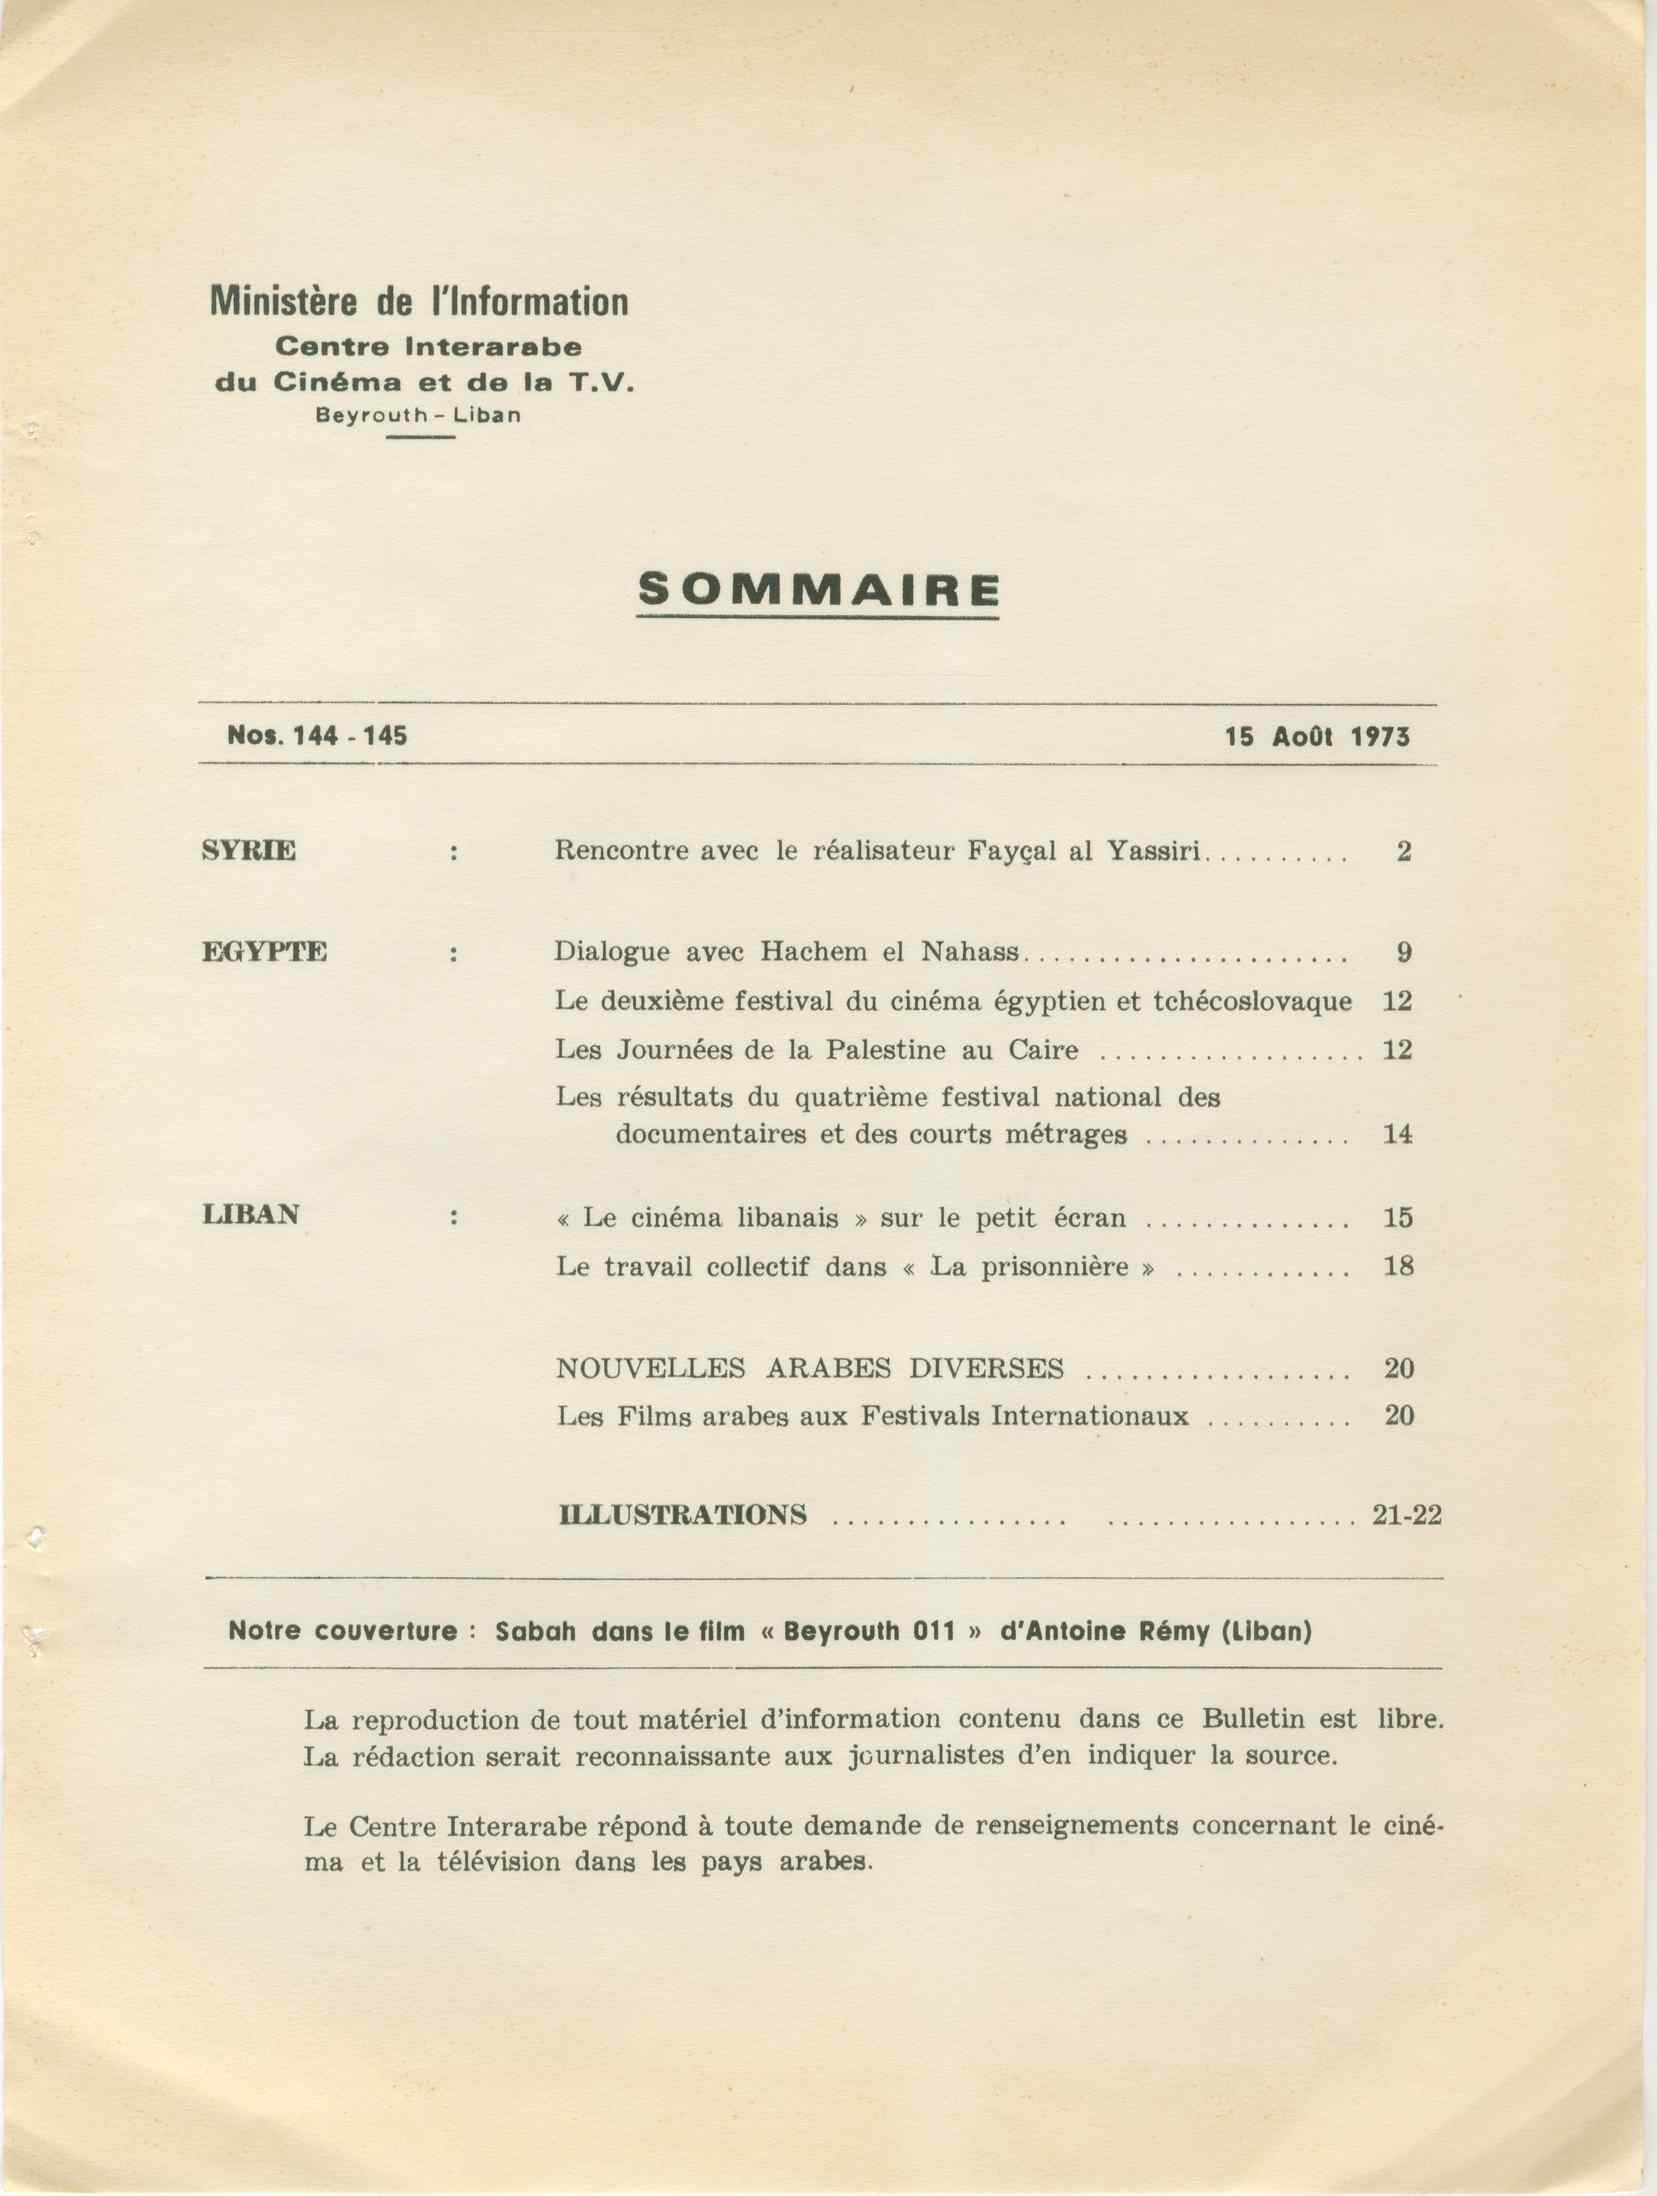 Ministère de l'Information
Centre Interarabe
du Cinéma et de la T.V.
Beyrouth – Liban
SOMMAIRE
Nos. 144 - 145 15 Août 1973
SYRIE : Rencontre avec le réalisateur Fayçal al Yassiri.......... 2
EGYPTE : Dialogue avec Hachem el Nahass...................... 9
Le deuxième festival du cinéma égyptien et tchécoslovaque 12
Les Journées de la Palestine au Caire .................. 12
Les résultats du quatrième festival national des
documentaires et des courts métrages .............. 14
LIBAN : « Le cinéma libanais » sur le petit écran .............. 15
Le travail collectif dans « La prisonnière » ............ 18
NOUVELLES ARABES DIVERSES .................. 20
Les Films arabes aux Festivals Internationaux .......... 20
ILLUSTRATIONS ................ ................. 21-22
Notre couverture : Sabah dans le film « Beyrouth 011 » d'Antoine Rémy (Liban)
La reproduction de tout matériel d'information contenu dans ce Bulletin est libre.
La rédaction serait reconnaissante aux journalistes d'en indiquer la source.
Le Centre Interarabe répond à toute demande de renseignements concernant le ciné-
ma et la télévision dans les pays arabes.